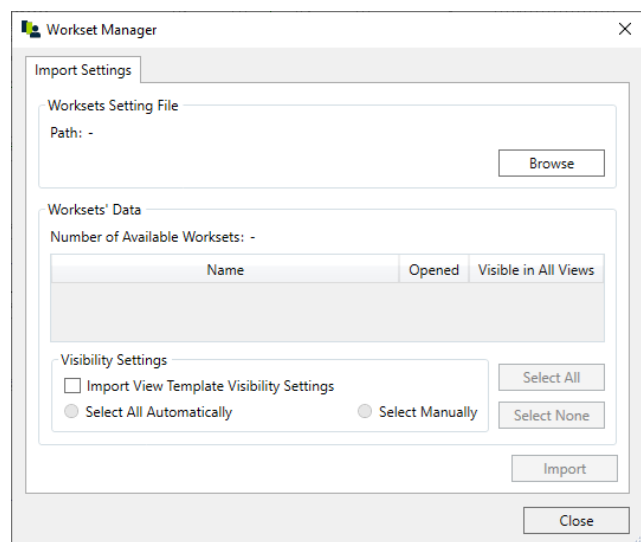 Workset Manager
Import Settings
Worksets Setting File
Path: -
Browse
Worksets' Data
Number of Available Worksets: -
Name Opened Visible in All Views
Visibility Settings
Import View Template Visibility Settings
Select All Automatically Select Manually
Select All
Select None
Import
Close